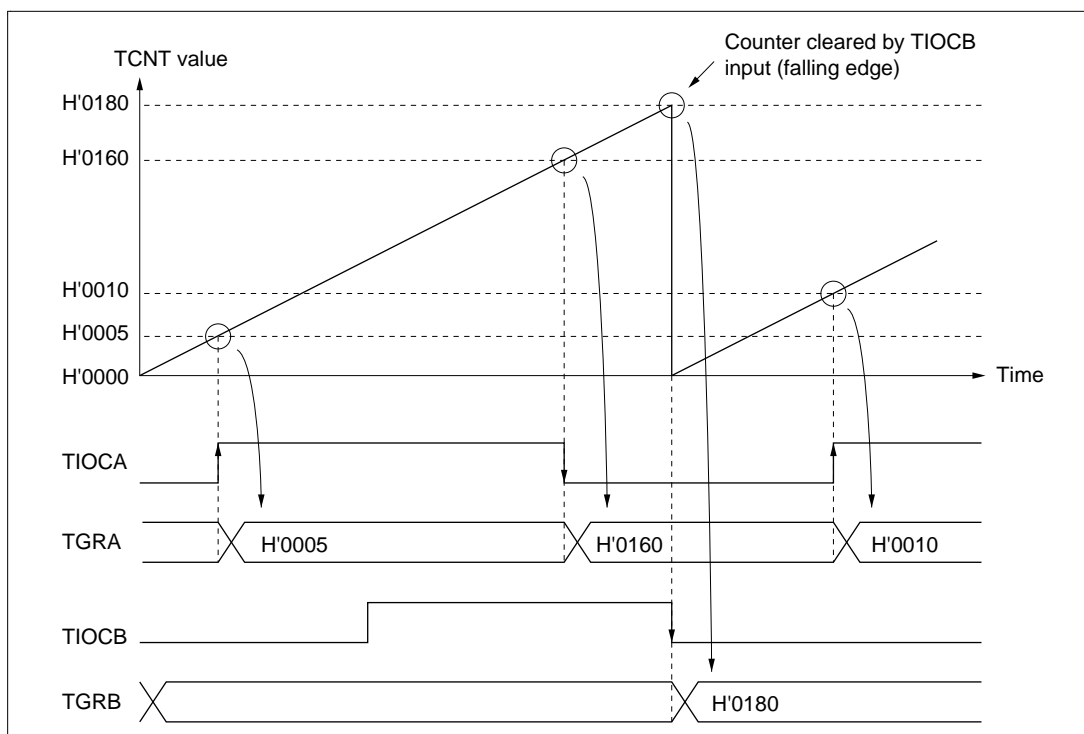 Counter cleared by TIOCB
input (falling edge)
TCNT value
H'0180
H'0160
H'0010
H'0005
H'0000
Time
TIOCA
TGRA
H'0005
H'0160
H'0010
TIOCB
TGRB
H'0180